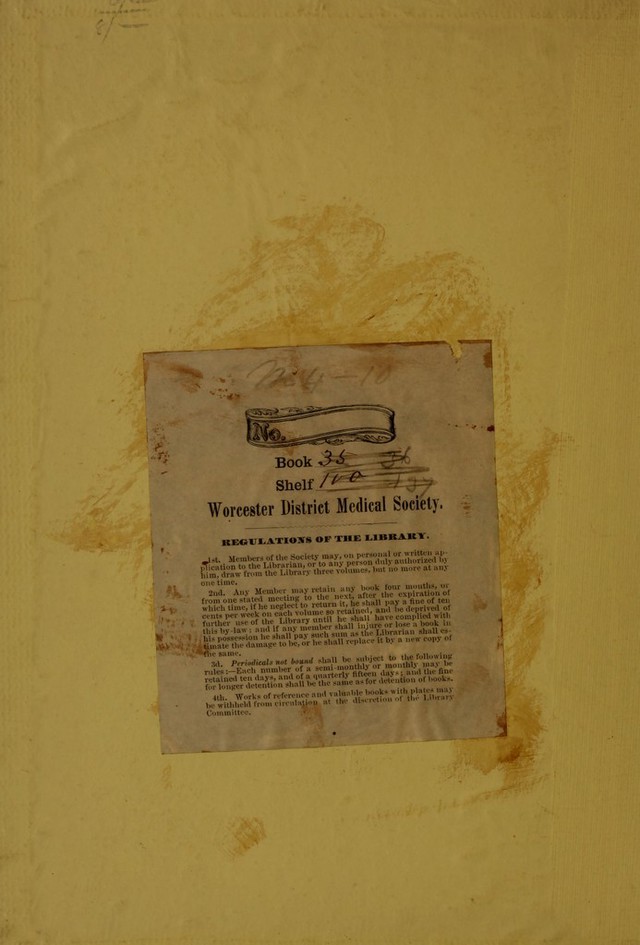 8/—
No.
Book 35 36
Shelf 110 137
Worcester District Medical Society.
REGULATIONS OF THE LIBRARY.
1st. Members of the Society may, on personal or written ap-
plication to the Librarian, or to any person duly authorized by
him, draw from the Library three volumes, but no more at any
one time.
2nd. Any Member may retain any book four months, or
from one stated meeting to the next, after the expiration of
which time, if he neglect to return it, he shall pay a fine of ten
cents per week on each volume so retained, and be deprived of
further use of the Library until he shall have complied with
this by-law; and if any member shall injure or lose a book in
his possession he shall pay such sum as the Librarian shall es-
timate the damage to be, or he shall replace it by a new copy of
the same.
3d. Periodicals not bound shall be subject to the following
rules:—Each number of a semi-monthly or monthly may be
retained ten days, and of a quarterly fifteen days; and the fine
for longer detention shall be the same as for detention of books.
4th. Works of reference and valuable books with plates may
be withheld from circulation at the discretion of the Library
Committee.